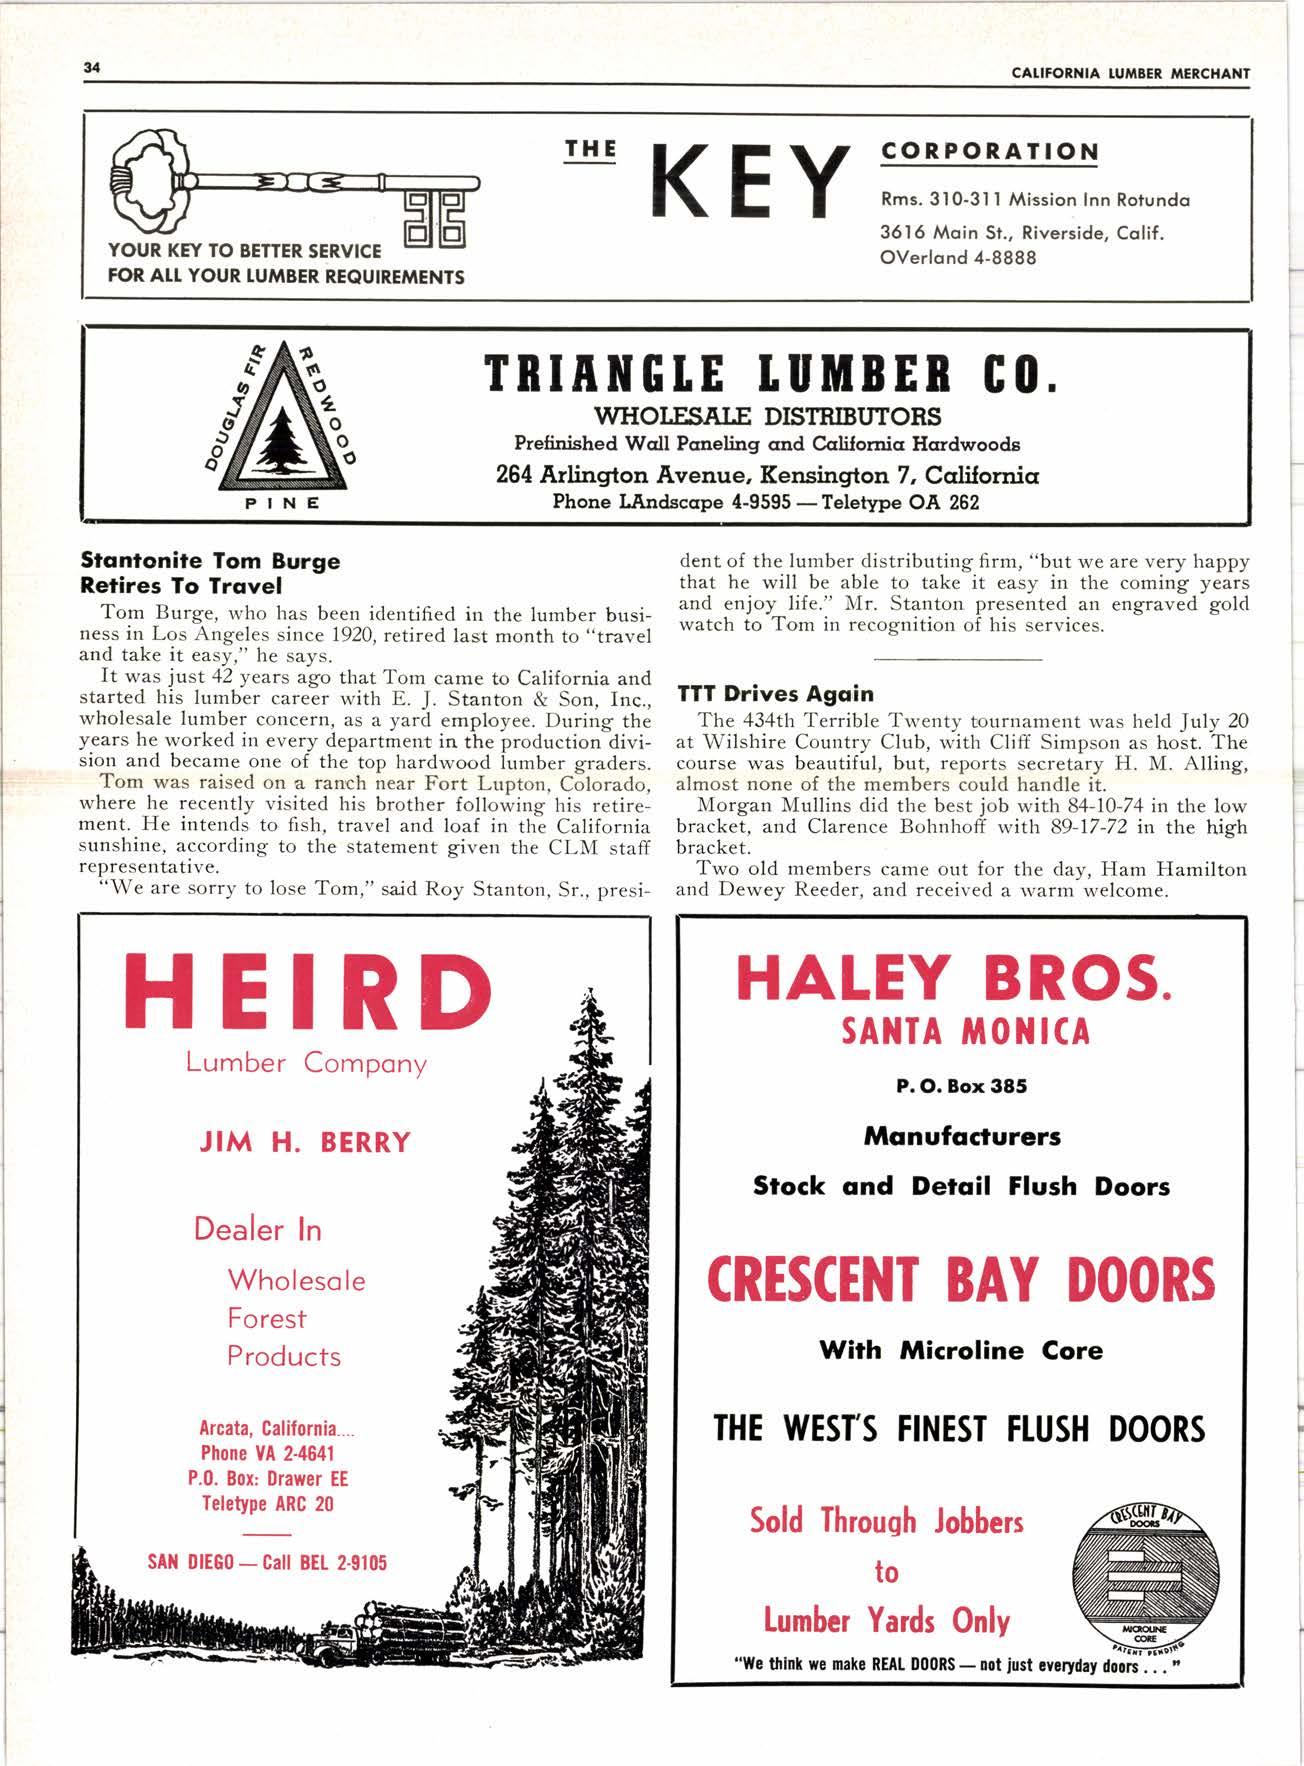 34
CALIFORNIA LUMBER MERCHANT
YOUR KEY TO BETTER SERVICE
FOR ALL YOUR LUMBER REQUIREMENTS
THE KEY CORPORATION
Rms. 310-311 Mission Inn Rotunda
3616 Main St., Riverside, Calif.
OVerland 4-8888
DOUGLAS FIR
REDWOOD
PINE
TRIANGLE LUMBER CO.
WHOLESALE DISTRIBUTORS
Prefinished Wall Paneling and California Hardwoods
264 Arlington Avenue, Kensington 7, California
Phone LAndscape 4-9595 — Teletype OA 262
Stantonite Tom Burge
Retires To Travel
Tom Burge, who has been identified in the lumber busi-
ness in Los Angeles since 1920, retired last month to "travel
and take it easy," he says.
It was just 42 years ago that Tom came to California and
started his lumber career with E. J. Stanton & Son, Inc.,
wholesale lumber concern, as a yard employee. During the
years he worked in every department in the production divi-
sion and became one of the top hardwood lumber graders.
Tom was raised on a ranch near Fort Lupton, Colorado,
where he recently visited his brother following his retire-
ment. He intends to fish, travel and loaf in the California
sunshine, according to the statement given the CLM staff
representative.
"We are sorry to lose Tom," said Roy Stanton, Sr., presi-
dent of the lumber distributing firm, "but we are very happy
that he will be able to take it easy in the coming years
and enjoy life." Mr. Stanton presented an engraved gold
watch to Tom in recognition of his services.
TTT Drives Again
The 434th Terrible Twenty tournament was held July 20
at Wilshire Country Club, with Cliff Simpson as host. The
course was beautiful, but, reports secretary H. M. Alling,
almost none of the members could handle it.
Morgan Mullins did the best job with 84-10-74 in the low
bracket, and Clarence Bohnhoff with 89-17-72 in the high
bracket.
Two old members came out for the day, Ham Hamilton
and Dewey Reeder, and received a warm welcome.
HEIRD
Lumber Company
JIM H. BERRY
Dealer In
Wholesale
Forest
Products
Arcata, California....
Phone VA 2-4641
P.O. Box: Drawer EE
Teletype ARC 20
SAN DIEGO — Call BEL 2-9105
HALEY BROS.
SANTA MONICA
P. O. Box 385
Manufacturers
Stock and Detail Flush Doors
CRESCENT BAY DOORS
With Microline Core
THE WEST'S FINEST FLUSH DOORS
Sold Through Jobbers
to
Lumber Yards Only
CRESCENT BAY
DOORS
MICROLINE
CORE
PATENT PENDING
"We think we make REAL DOORS — not just everyday doors . . . "